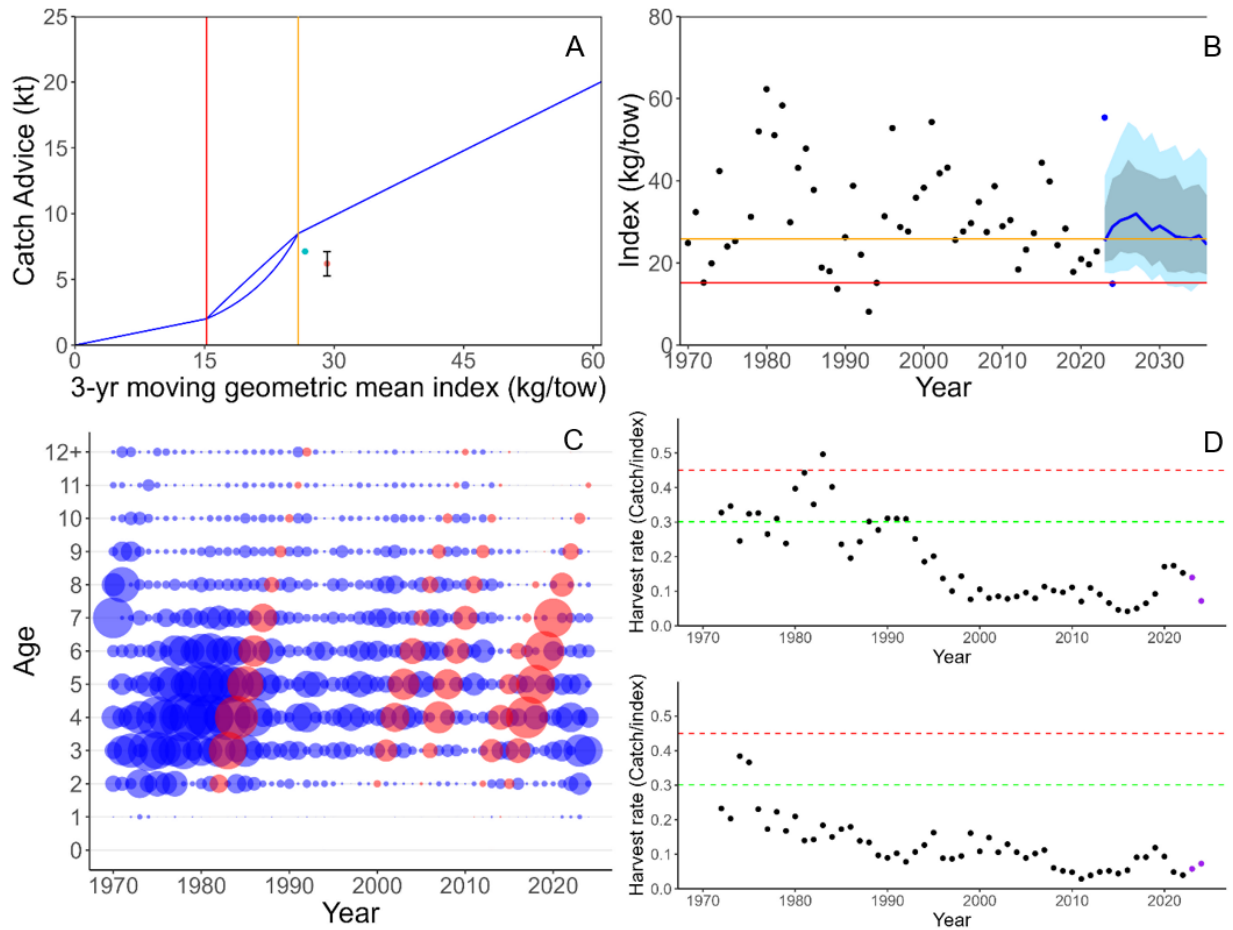 A
Catch Advice (kt)
25
20
15
10
5
0
0 15 30 45 60
3-yr moving geometric mean index (kg/tow)
B
Index (kg/tow)
80
60
40
20
0
1970 1980 1990 2000 2010 2020 2030
Year
C
Age
12+
11
10
9
8
7
6
5
4
3
2
1
0
1970 1980 1990 2000 2010 2020
Year
D
Harvest rate (Catch/index)
0.5
0.4
0.3
0.2
0.1
0.0
1970 1980 1990 2000 2010 2020
Year
Harvest rate (Catch/index)
0.5
0.4
0.3
0.2
0.1
0.0
1970 1980 1990 2000 2010 2020
Year